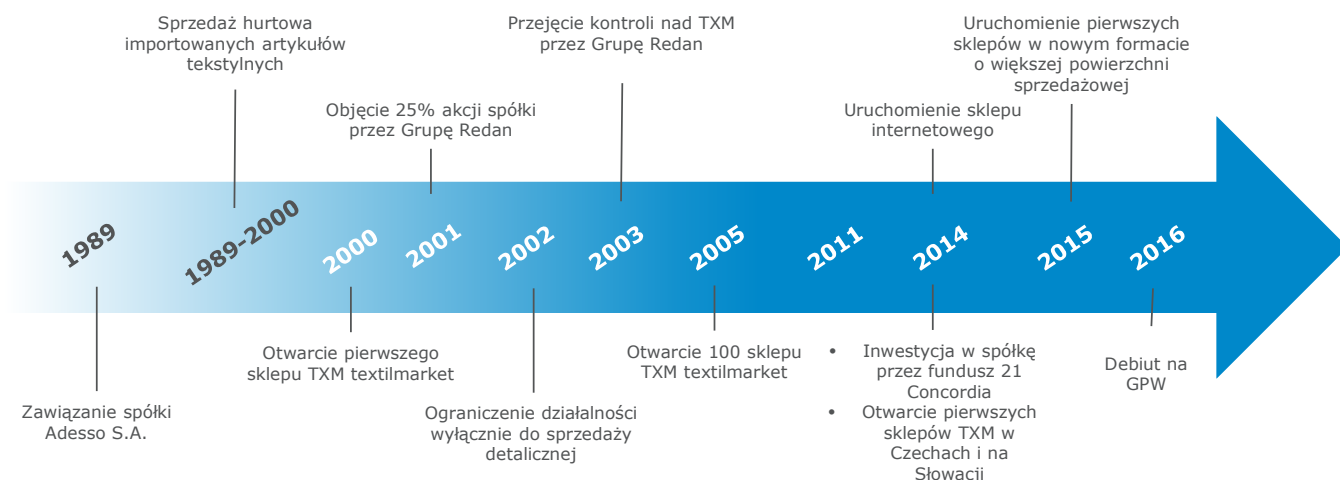 Sprzedaż hurtowa
importowanych artykułów
tekstylnych
Przejęcie kontroli nad TXM
przez Grupę Redan
Uruchomienie pierwszych
sklepów w nowym formacie
o większej powierzchni
sprzedażowej
Objęcie 25% akcji spółki
przez Grupę Redan
Uruchomienie sklepu
internetowego
1989
1989-2000
2000
2001
2002
2003
2005
2011
2014
2015
2016
Zawiązanie spółki
Adesso S.A.
Otwarcie pierwszego
sklepu TXM textilmarket
Ograniczenie działalności
wyłącznie do sprzedaży
detalicznej
Otwarcie 100 sklepu
TXM textilmarket
• Inwestycja w spółkę
przez fundusz 21
Concordia
• Otwarcie pierwszych
sklepów TXM w
Czechach i na
Słowacji
Debiut na
GPW